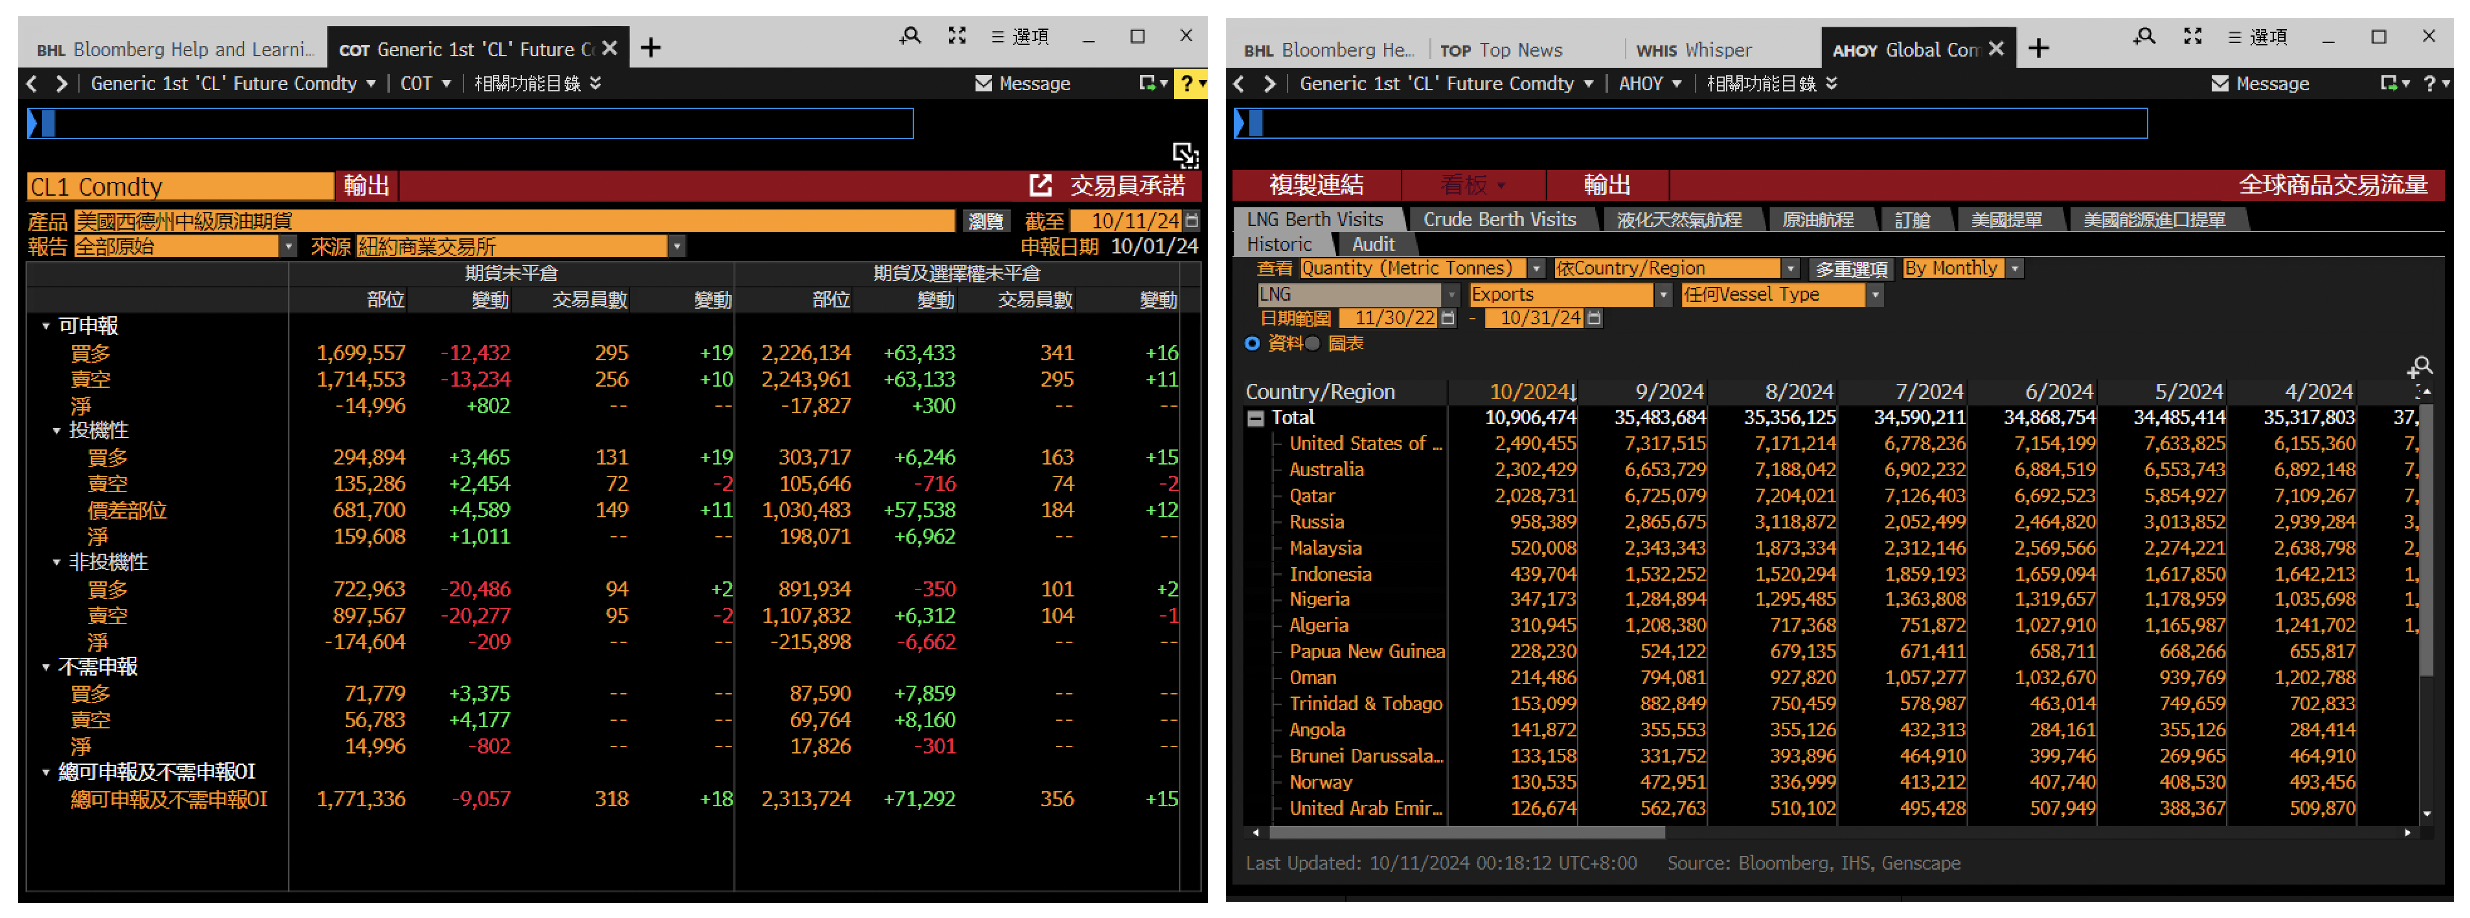 BHL Bloomberg Help and Learni... COT Generic 1st 'CL' Future Cc × + 選項
Generic 1st 'CL' Future Comdty COT 相關功能目錄 Message ?
CL1 Comdty 輸出 交易員承諾
產品 美國西德州中級原油期貨 瀏覽 截至 10/11/24
報告 全部原始 來源 紐約商業交易所 申報日期 10/01/24
期貨未平倉 期貨及選擇權未平倉
部位 變動 交易員數 變動 部位 變動 交易員數 變動
可申報
買多 1,699,557 -12,432 295 +19 2,226,134 +63,433 341 +16
賣空 1,714,553 -13,234 256 +10 2,243,961 +63,133 295 +11
淨 -14,996 +802 -- -- -17,827 +300 -- --
投機性
買多 294,894 +3,465 131 +19 303,717 +6,246 163 +15
賣空 135,286 +2,454 72 -2 105,646 -716 74 -2
價差部位 681,700 +4,589 149 +11 1,030,483 +57,538 184 +12
淨 159,608 +1,011 -- -- 198,071 +6,962 -- --
非投機性
買多 722,963 -20,486 94 +2 891,934 -350 101 +2
賣空 897,567 -20,277 95 -2 1,107,832 +6,312 104 -1
淨 -174,604 -209 -- -- -215,898 -6,662 -- --
不需申報
買多 71,779 +3,375 -- -- 87,590 +7,859 -- --
賣空 56,783 +4,177 -- -- 69,764 +8,160 -- --
淨 14,996 -802 -- -- 17,826 -301 -- --
總可申報及不需申報OI
總可申報及不需申報OI 1,771,336 -9,057 318 +18 2,313,724 +71,292 356 +15
BHL Bloomberg He... TOP Top News WHIS Whisper AHOY Global Com × + 選項
Generic 1st 'CL' Future Comdty AHOY 相關功能目錄 Message ?
複製連結 看板 輸出 全球商品交易流量
LNG Berth Visits Crude Berth Visits 液化天然氣航程 原油航程 訂艙 美國提單 美國能源進口提單
Historic Audit
查看 Quantity (Metric Tonnes) 依Country/Region 多重選項 By Monthly
LNG Exports 任何Vessel Type
日期範圍 11/30/22 - 10/31/24
資料 圖表
Country/Region 10/2024↓ 9/2024 8/2024 7/2024 6/2024 5/2024 4/2024
Total 10,906,474 35,483,684 35,356,125 34,590,211 34,868,754 34,485,414 35,317,803 37,
United States of ... 2,490,455 7,317,515 7,171,214 6,778,236 7,154,199 7,633,825 6,155,360 7,
Australia 2,302,429 6,653,729 7,188,042 6,902,232 6,884,519 6,553,743 6,892,148 7,
Qatar 2,028,731 6,725,079 7,204,021 7,126,403 6,692,523 5,854,927 7,109,267 7,
Russia 958,389 2,865,675 3,118,872 2,052,499 2,464,820 3,013,852 2,939,284 3,
Malaysia 520,008 2,343,343 1,873,334 2,312,146 2,569,566 2,274,221 2,638,798 2,
Indonesia 439,704 1,532,252 1,520,294 1,859,193 1,659,094 1,617,850 1,642,213 1,
Nigeria 347,173 1,284,894 1,295,485 1,363,808 1,319,657 1,178,959 1,035,698 1,
Algeria 310,945 1,208,380 717,368 751,872 1,027,910 1,165,987 1,241,702 1,
Papua New Guinea 228,230 524,122 679,135 671,411 658,711 668,266 655,817
Oman 214,486 794,081 927,820 1,057,277 1,032,670 939,769 1,202,788
Trinidad & Tobago 153,099 882,849 750,459 578,987 463,014 749,659 702,833
Angola 141,872 355,553 355,126 432,313 284,161 355,126 284,414
Brunei Darussala... 133,158 331,752 393,896 464,910 399,746 269,965 464,910
Norway 130,535 472,951 336,999 413,212 407,740 408,530 493,456
United Arab Emir... 126,674 562,763 510,102 495,428 507,949 388,367 509,870
Last Updated: 10/11/2024 00:18:12 UTC+8:00 Source: Bloomberg, IHS, Genscape